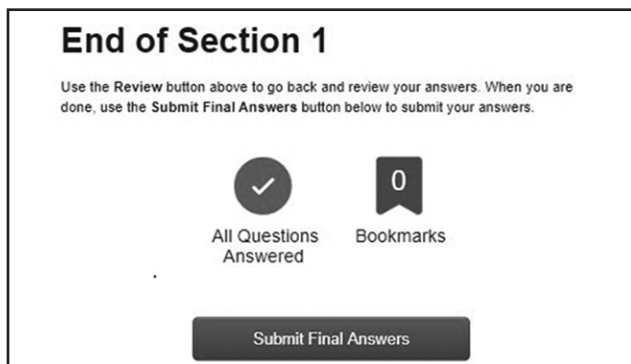 End of Section 1
Use the Review button above to go back and review your answers. When you are
done, use the Submit Final Answers button below to submit your answers.
0
All Questions
Answered
Bookmarks
Submit Final Answers